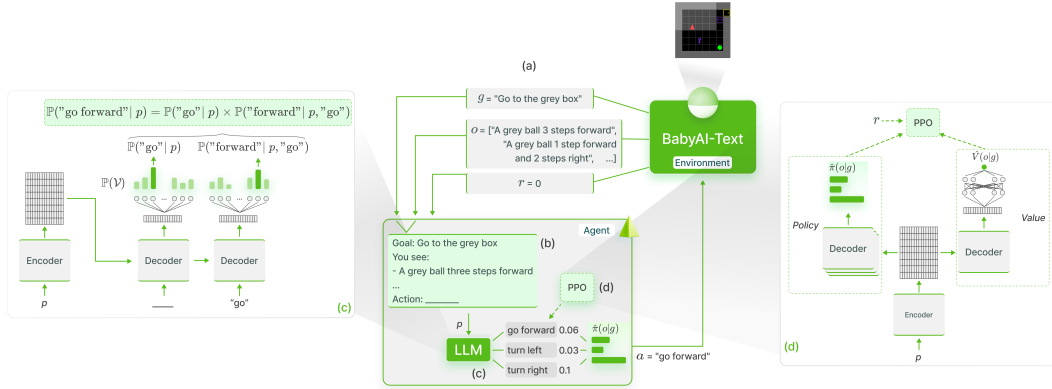 (a)
g = "Go to the grey box"
o = ["A grey ball 3 steps forward",
"A grey ball 1 step forward
and 2 steps right", ...]
r = 0
BabyAI-Text
Environment
ℙ("go forward"| p) = ℙ("go"| p) × ℙ("forward"| p,"go")
ℙ("go"| p) ℙ("forward"| p,"go")
ℙ(𝒱)
... ...
Encoder
Decoder
Decoder
p
____
"go"
(c)
Agent
Goal: Go to the grey box
You see:
- A grey ball three steps forward
...
Action: ________
(b)
PPO
(d)
p
LLM
(c)
go forward 0.06
turn left 0.03
turn right 0.1
π̂(o|g)
a = "go forward"
r
PPO
π̂(o|g)
V̂(o|g)
Policy
Value
Decoder
Decoder
Encoder
p
(d)